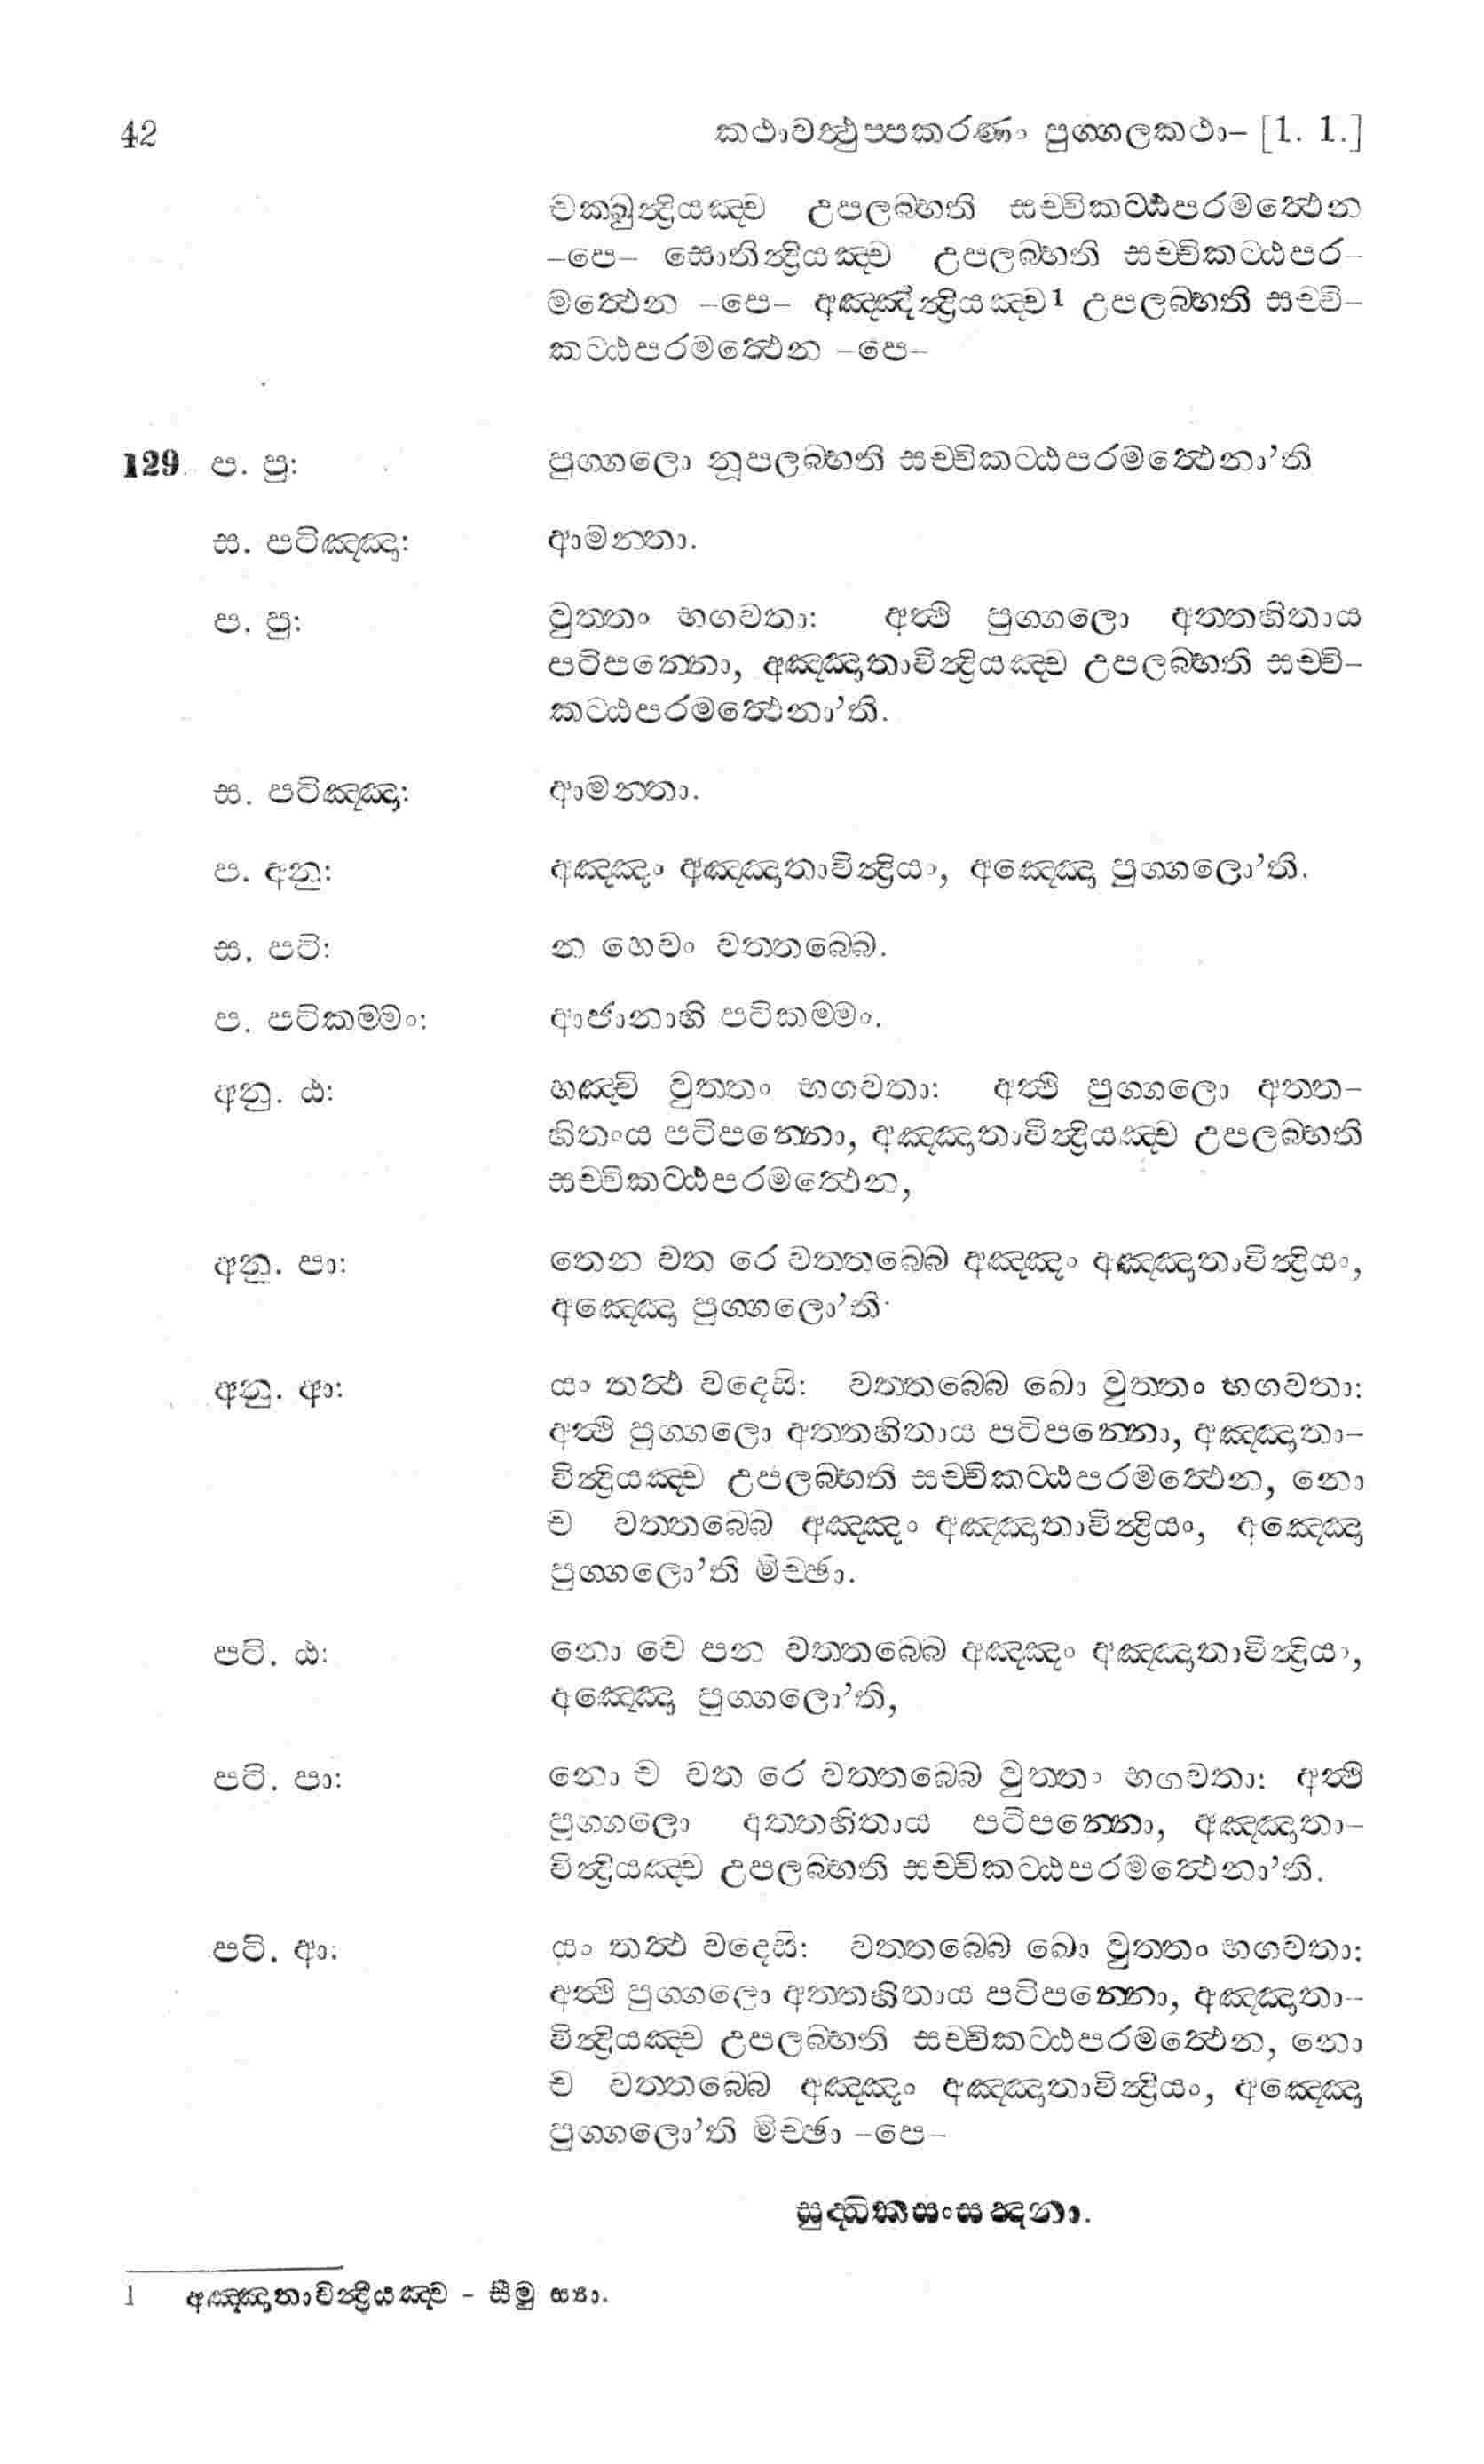 42 කථාවත්‍ථුප්‍පකරණං පුග්‍ගලකථා- [1. 1.]
චක්‍ඛුන්‍ද්‍රියඤ්‍ච උපලබ්‍භති සච්‍චිකට්‍ඨපරමත්‍ථෙන
-පෙ- සොතින්‍ද්‍රියඤ්‍ච උපලබ්‍භති සච්‍චිකට්‍ඨපර-
මත්‍ථෙන -පෙ- අඤ්‍ඤින්‍ද්‍රියඤ්‍ච1 උපලබ්‍භති සච්‍චි-
කට්‍ඨපරමත්‍ථෙන -පෙ-
129. ප. පු: පුග්‍ගලො නූපලබ්‍භති සච්‍චිකට්‍ඨපරමත්‍ථෙනා’ති
ස. පටිඤ්‍ඤා: ආමන්‍තා.
ප. පු: වුත්‍තං භගවතා: අත්‍ථි පුග්‍ගලො අත්‍තහිතාය
පටිපන්‍නො, අඤ්‍ඤාතාවින්‍ද්‍රියඤ්‍ච උපලබ්‍භති සච්‍චි-
කට්‍ඨපරමත්‍ථෙනා’ති.
ස. පටිඤ්‍ඤා: ආමන්‍තා.
ප. අනු: අඤ්‍ඤං අඤ්‍ඤාතාවින්‍ද්‍රියං, අඤ්‍ඤො පුග්‍ගලො’ති.
ස. පටි: න හෙවං වත්‍තබ්‍බෙ.
ප. පටිකම්‍මං: ආජානාහි පටිකම්‍මං.
අනු. ඨ: හඤ්‍චි වුත්‍තං භගවතා: අත්‍ථි පුග්‍ගලො අත්‍ත-
හිතංය පටිපන්‍නො, අඤ්‍ඤාතාවින්‍ද්‍රියඤ්‍ච උපලබ්‍භති
සච්‍චිකට්‍ඨපරමත්‍ථෙන,
අනු. පා: තෙන වත රෙ වත්‍තබ්‍බෙ අඤ්‍ඤං අඤ්‍ඤාතාවින්‍ද්‍රියං,
අඤ්‍ඤො පුග්‍ගලො’ති.
අනු. ආ: යං තත්‍ථ වදෙසි: වත්‍තබ්‍බෙ ඛො වුත්‍තං භගවතා:
අත්‍ථි පුග්‍ගලො අත්‍තහිතාය පටිපන්‍නො, අඤ්‍ඤාතා-
වින්‍ද්‍රියඤ්‍ච උපලබ්‍භති සච්‍චිකට්‍ඨපරමත්‍ථෙන, නො
ච වත්‍තබ්‍බෙ අඤ්‍ඤං අඤ්‍ඤාතාවින්‍ද්‍රියං, අඤ්‍ඤො
පුග්‍ගලො’ති මිච්‍ඡා.
පටි. ඨ: නො චෙ පන වත්‍තබ්‍බෙ අඤ්‍ඤං අඤ්‍ඤාතාවින්‍ද්‍රියං,
අඤ්‍ඤො පුග්‍ගලො’ති,
පටි. පා: නො ච වත රෙ වත්‍තබ්‍බෙ වුත්‍තං භගවතා: අත්‍ථි
පුග්‍ගලො අත්‍තහිතාය පටිපන්‍නො, අඤ්‍ඤාතා-
වින්‍ද්‍රියඤ්‍ච උපලබ්‍භති සච්‍චිකට්‍ඨපරමත්‍ථෙනා’ති.
පටි. ආ: යං තත්‍ථ වදෙසි: වත්‍තබ්‍බෙ ඛො වුත්‍තං භගවතා:
අත්‍ථි පුග්‍ගලො අත්‍තහිතාය පටිපන්‍නො, අඤ්‍ඤාතා-
වින්‍ද්‍රියඤ්‍ච උපලබ්‍භති සච්‍චිකට්‍ඨපරමත්‍ථෙන, නො
ච වත්‍තබ්‍බෙ අඤ්‍ඤං අඤ්‍ඤාතාවින්‍ද්‍රියං, අඤ්‍ඤො
පුග්‍ගලො’ති මිච්‍ඡා -පෙ-
සුද්‍ධිකසංසන්‍දනා.
1 අඤ්‍ඤාතාවින්‍ද්‍රියඤ්‍ච - සීමු ස්‍යා.